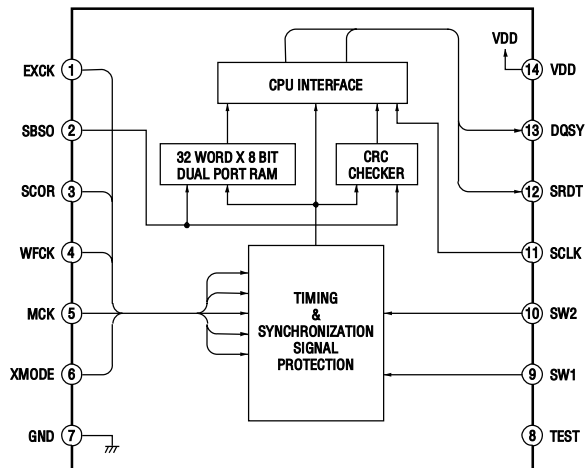 VDD
EXCK 1
CPU INTERFACE
14 VDD
SBSO 2
13 DQSY
32 WORD X 8 BIT
DUAL PORT RAM
CRC
CHECKER
SCOR 3
12 SRDT
WFCK 4
11 SCLK
TIMING
&
SYNCHRONIZATION
SIGNAL
PROTECTION
MCK 5
10 SW2
XMODE 6
9 SW1
GND 7
8 TEST